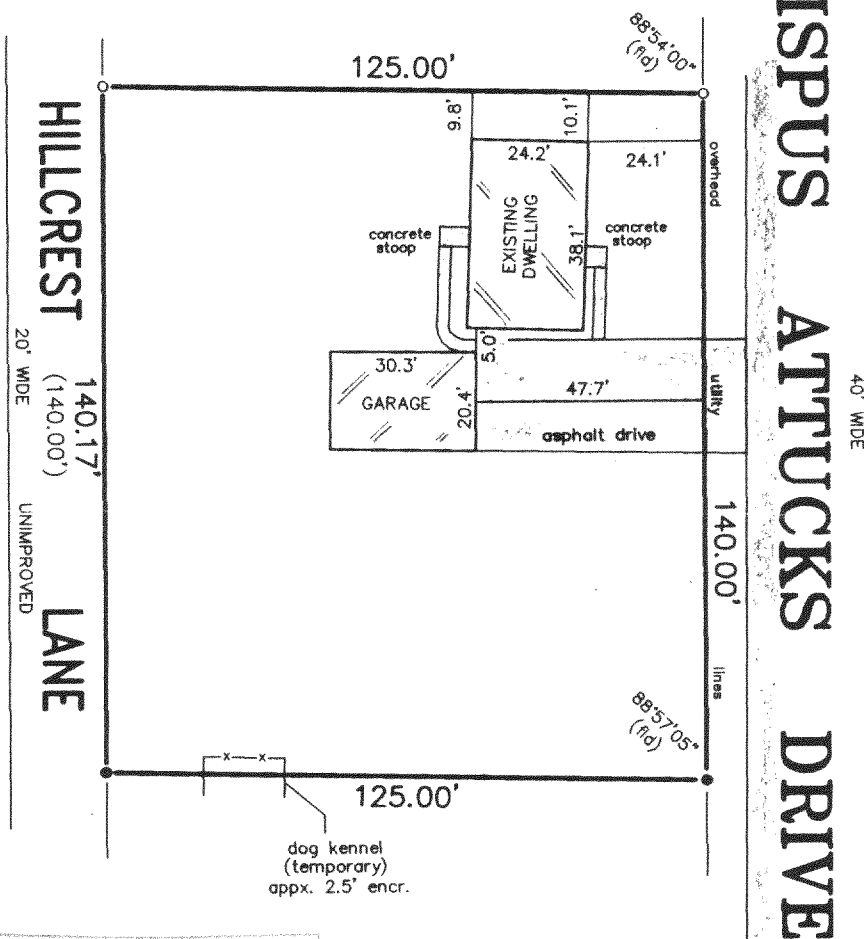 88°54'00"
(fld)
125.00'
9.8'
10.1'
24.2'
24.1'
overhead
concrete
stoop
EXISTING
DWELLING
38.1'
concrete
stoop
5.0'
30.3'
GARAGE
20.4'
47.7'
utility
asphalt drive
140.00'
lines
88°57'05"
(fld)
125.00'
dog kennel
(temporary)
appx. 2.5' encr.
x x
HILLCREST LANE
140.17'
(140.00')
20' WIDE UNIMPROVED
ISPUS ATTUCKS DRIVE
40' WIDE